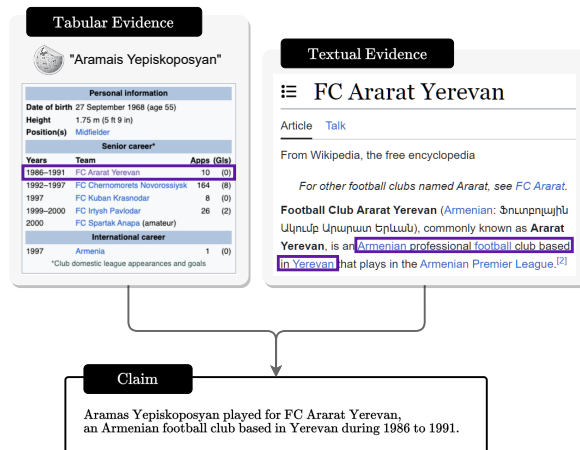 Tabular Evidence
"Aramais Yepiskoposyan"
Personal information
Date of birth 27 September 1968 (age 55)
Height 1.75 m (5 ft 9 in)
Position(s) Midfielder
Senior career*
Years Team Apps (Gls)
1986–1991 FC Ararat Yerevan 10 (0)
1992–1997 FC Chernomorets Novorossiysk 164 (8)
1997 FC Kuban Krasnodar 8 (0)
1999–2000 FC Irtysh Pavlodar 26 (2)
2000 FC Spartak Anapa (amateur)
International career
1997 Armenia 1 (0)
*Club domestic league appearances and goals
Textual Evidence
FC Ararat Yerevan
Article Talk
From Wikipedia, the free encyclopedia
For other football clubs named Ararat, see FC Ararat.
Football Club Ararat Yerevan (Armenian: Ֆուտբոլային
Ակումբ Արարատ Երևան), commonly known as Ararat
Yerevan, is an Armenian professional football club based
in Yerevan that plays in the Armenian Premier League.[2]
Claim
Aramas Yepiskoposyan played for FC Ararat Yerevan,
an Armenian football club based in Yerevan during 1986 to 1991.